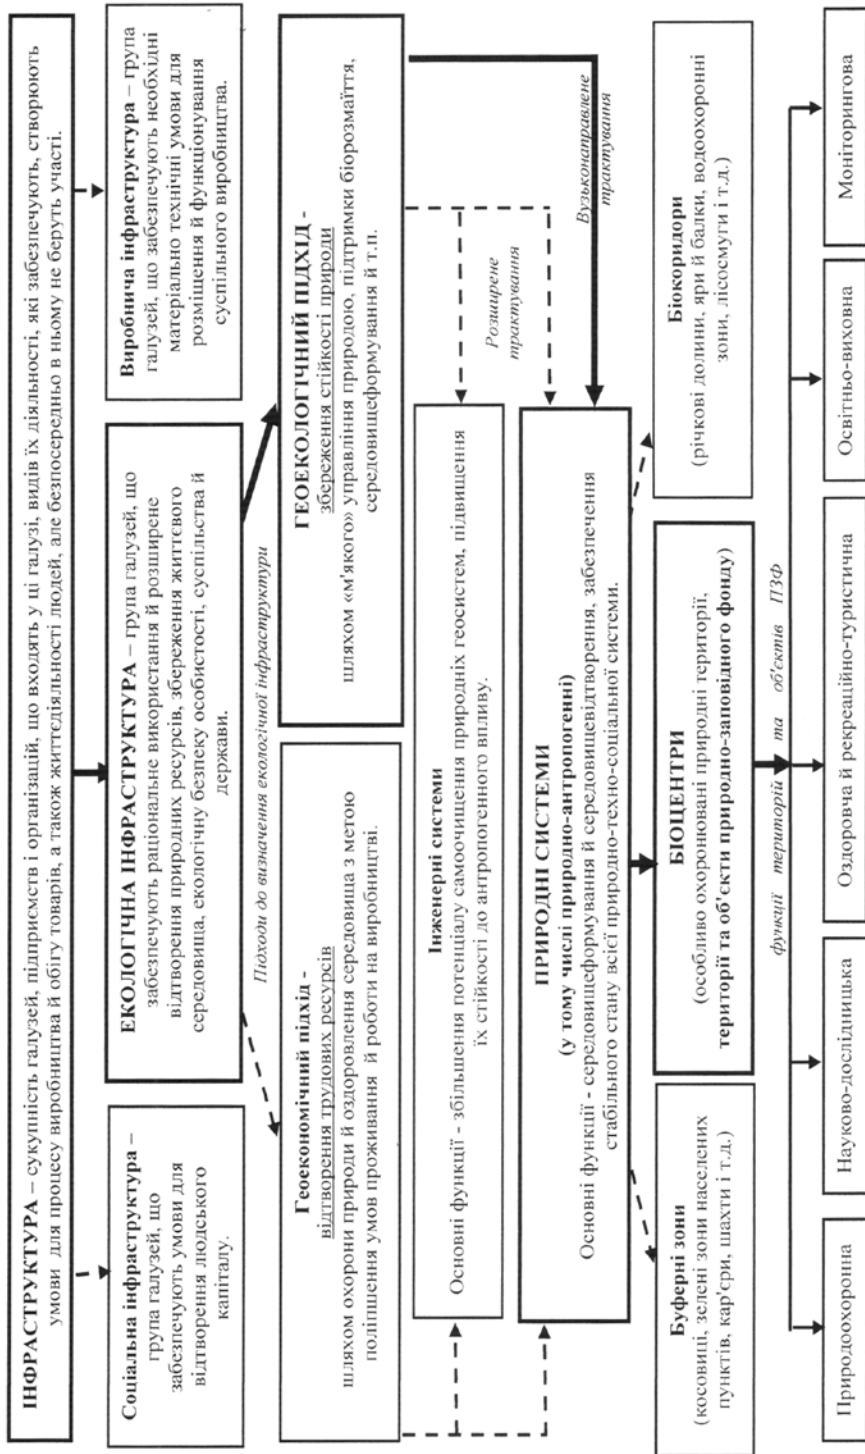 ІНФРАСТРУКТУРА – сукупність галузей, підприємств і організацій, що входять у ці галузі, видів їх діяльності, які забезпечують, створюють
умови для процесу виробництва й обігу товарів, а також життєдіяльності людей, але безпосередньо в ньому не беруть участі.
Соціальна інфраструктура –
група галузей, що
забезпечують умови для
відтворення людського
капіталу.
ЕКОЛОГІЧНА ІНФРАСТРУКТУРА – група галузей, що
забезпечують раціональне використання й розширене
відтворення природних ресурсів, збереження життєвого
середовища, екологічну безпеку особистості, суспільства й
держави.
Виробнича інфраструктура – група
галузей, що забезпечують необхідні
матеріально технічні умови для
розміщення й функціонування
суспільного виробництва.
Підходи до визначення екологічної інфраструктури
Геоекономічний підхід -
відтворення трудових ресурсів
шляхом охорони природи й оздоровлення середовища з метою
поліпшення умов проживання й роботи на виробництві.
ГЕОЕКОЛОГІЧНИЙ ПІДХІД -
збереження стійкості природи
шляхом «м'якого» управління природою, підтримки біорозмаїття,
середовищеформування й т.п.
Інженерні системи
Основні функції - збільшення потенціалу самоочищення природніх геосистем, підвищення
їх стійкості до антропогенного впливу.
Розширене
трактування
Вузьконаправлене
трактування
ПРИРОДНІ СИСТЕМИ
(у тому числі природно-антропогенні)
Основні функції - середовищеформування й середовищевідтворення, забезпечення
стабільного стану всієї природно-техно-соціальної системи.
Буферні зони
(косовиці, зелені зони населених
пунктів, кар'єри, шахти і т.д.)
БІОЦЕНТРИ
(особливо охоронювані природні території,
території та об'єкти природно-заповідного фонду)
Біокоридори
(річкові долини, яри й балки, водоохоронні
зони, лісосмуги і т.д.)
функції територій та об'єктів ПЗФ
Природоохоронна
Науково-дослідницька
Оздоровча й рекреаційно-туристична
Освітньо-виховна
Моніторингова